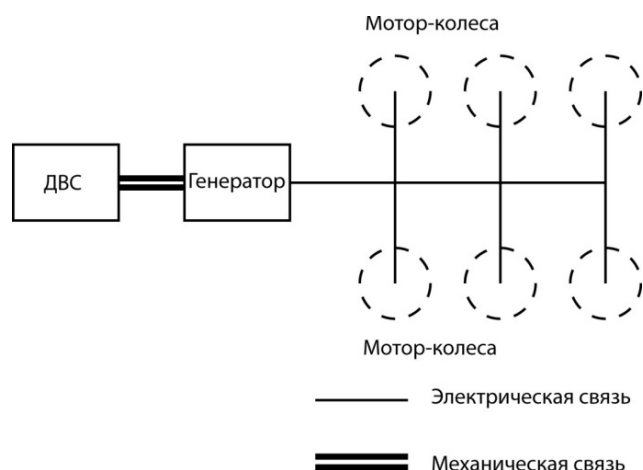 Мотор-колеса
ДВС
Генератор
Мотор-колеса
Электрическая связь
Механическая связь